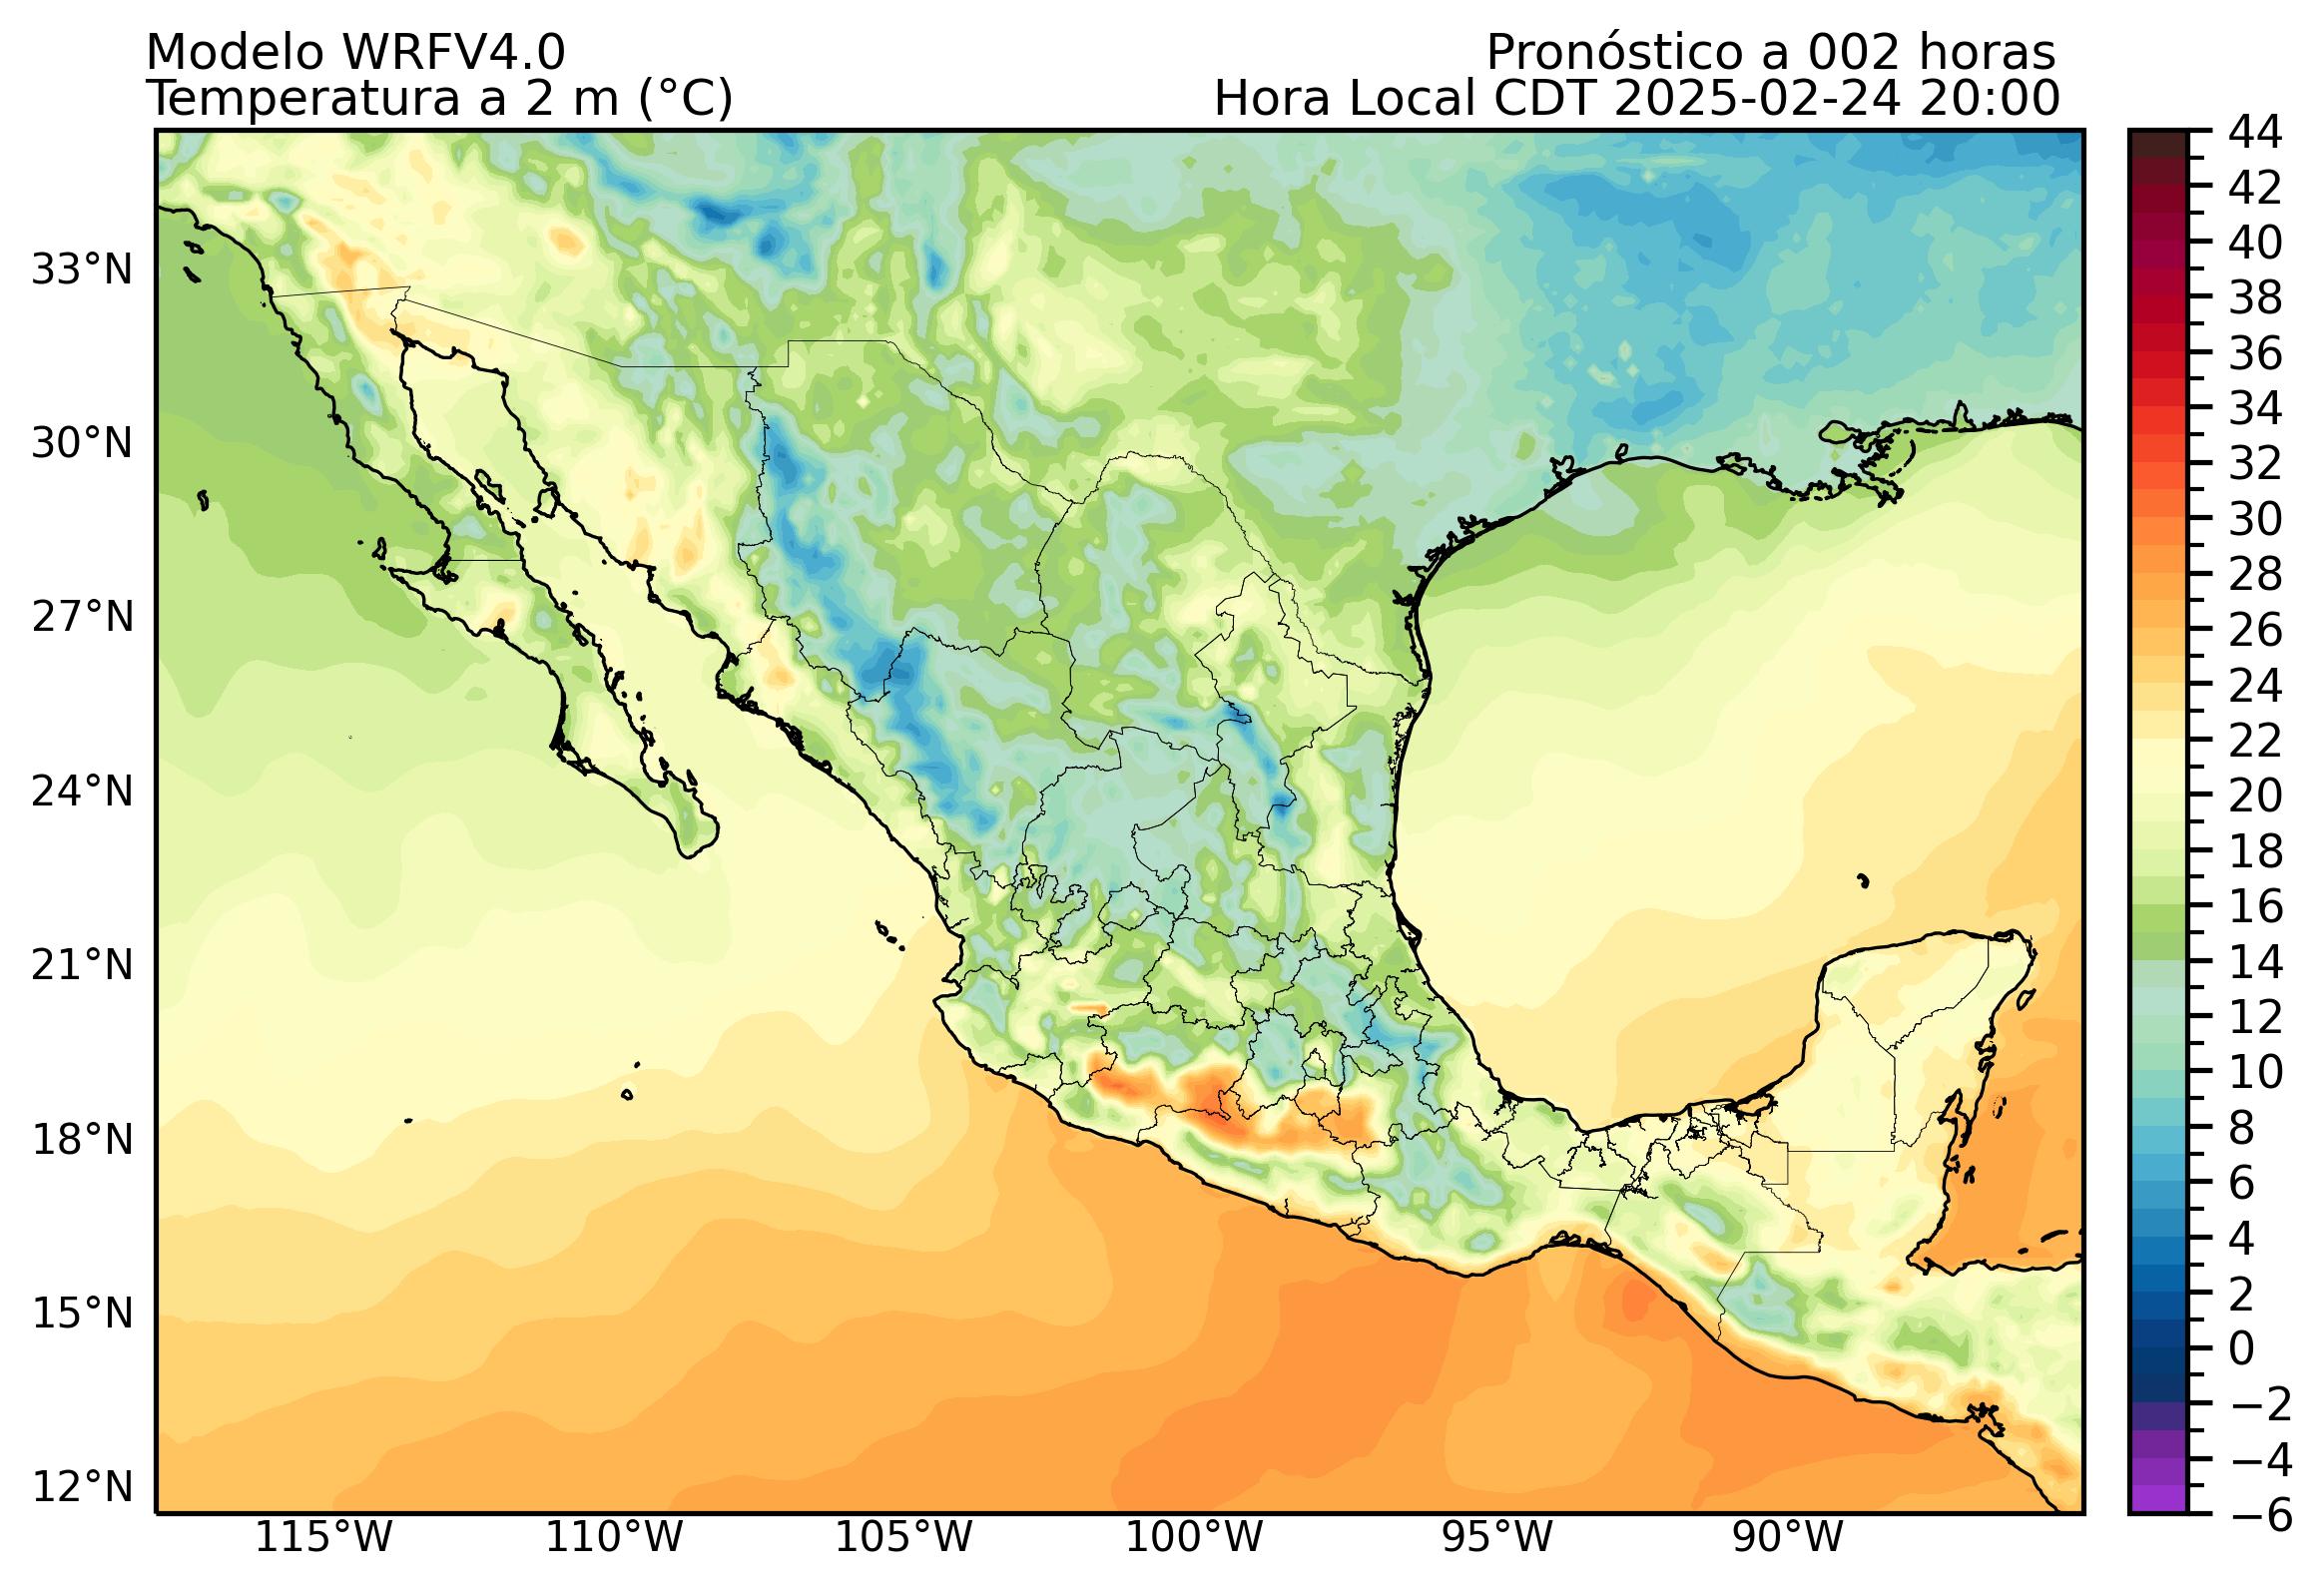 Modelo WRFV4.0
Pronóstico a 002 horas
Temperatura a 2 m (°C)
Hora Local CDT 2025-02-24 20:00
33°N
30°N
27°N
24°N
21°N
18°N
15°N
12°N
115°W
110°W
105°W
100°W
95°W
90°W
44
42
40
38
36
34
32
30
28
26
24
22
20
18
16
14
12
10
8
6
4
2
0
−2
−4
−6